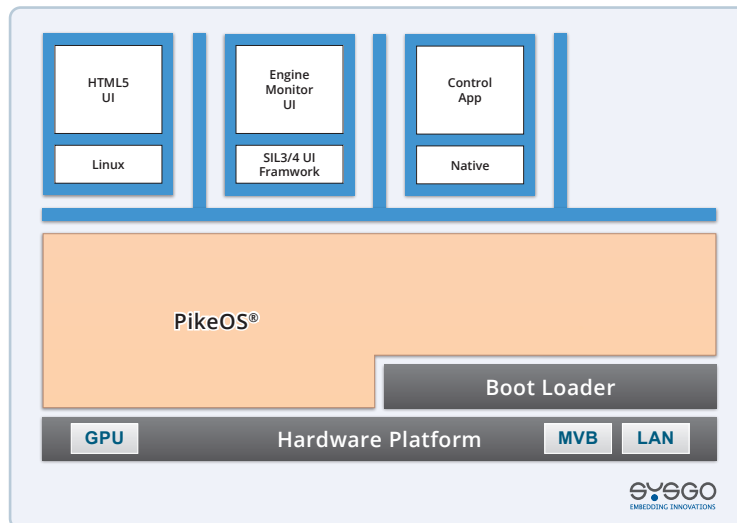 HTML5
UI
Linux
Engine
Monitor
UI
SIL3/4 UI
Framwork
Control
App
Native
PikeOS®
Boot Loader
GPU
Hardware Platform
MVB
LAN
SYSGO
EMBEDDING INNOVATIONS